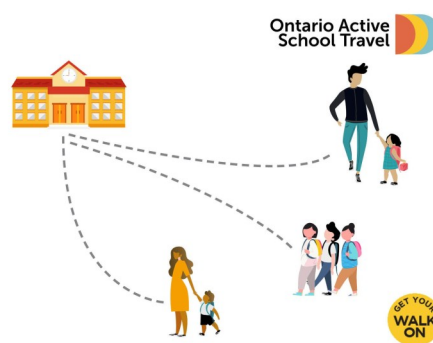 Ontario Active
School Travel
GET YOUR
WALK
ON